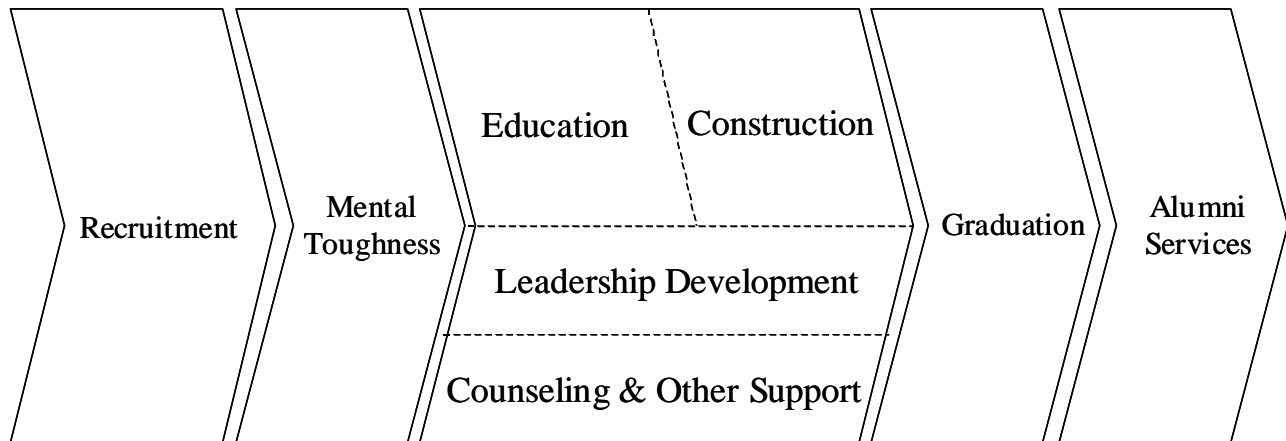 Recruitment
Mental
Toughness
Education
Construction
Leadership Development
Counseling & Other Support
Graduation
Alumni
Services